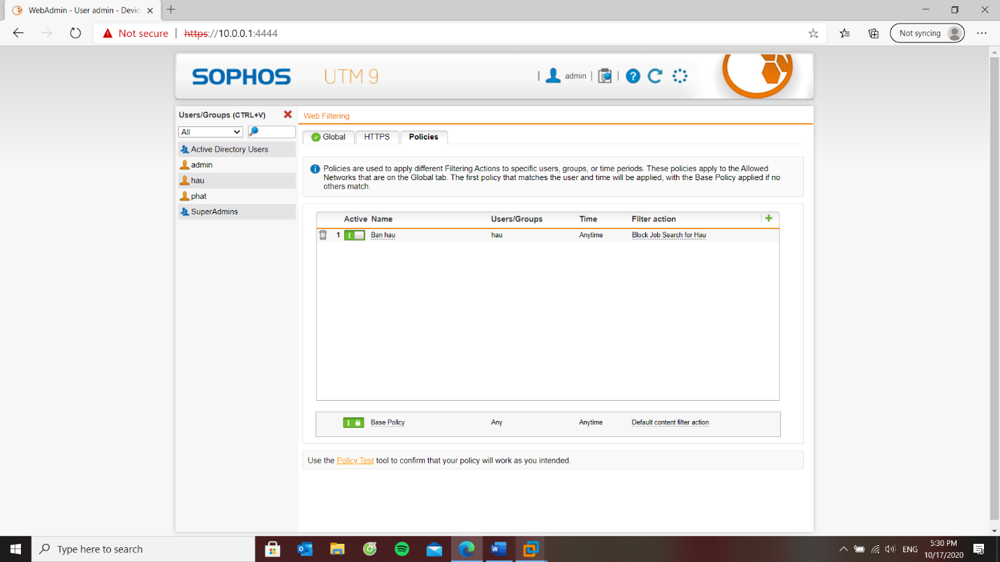 WebAdmin - User admin - Devic
Not secure | https://10.0.0.1:4444
Not syncing
SOPHOS UTM 9
| admin | |
Users/Groups (CTRL+V)
All
Active Directory Users
admin
hau
phat
SuperAdmins
Web Filtering
Global HTTPS Policies
Policies are used to apply different Filtering Actions to specific users, groups, or time periods. These policies apply to the Allowed
Networks that are on the Global tab. The first policy that matches the user and time will be applied, with the Base Policy applied if no
others match.
Active Name Users/Groups Time Filter action
1 Ban hau hau Anytime Block Job Search for Hau
Base Policy Any Anytime Default content filter action
Use the Policy Test tool to confirm that your policy will work as you intended.
Type here to search
ENG
5:30 PM
10/17/2020